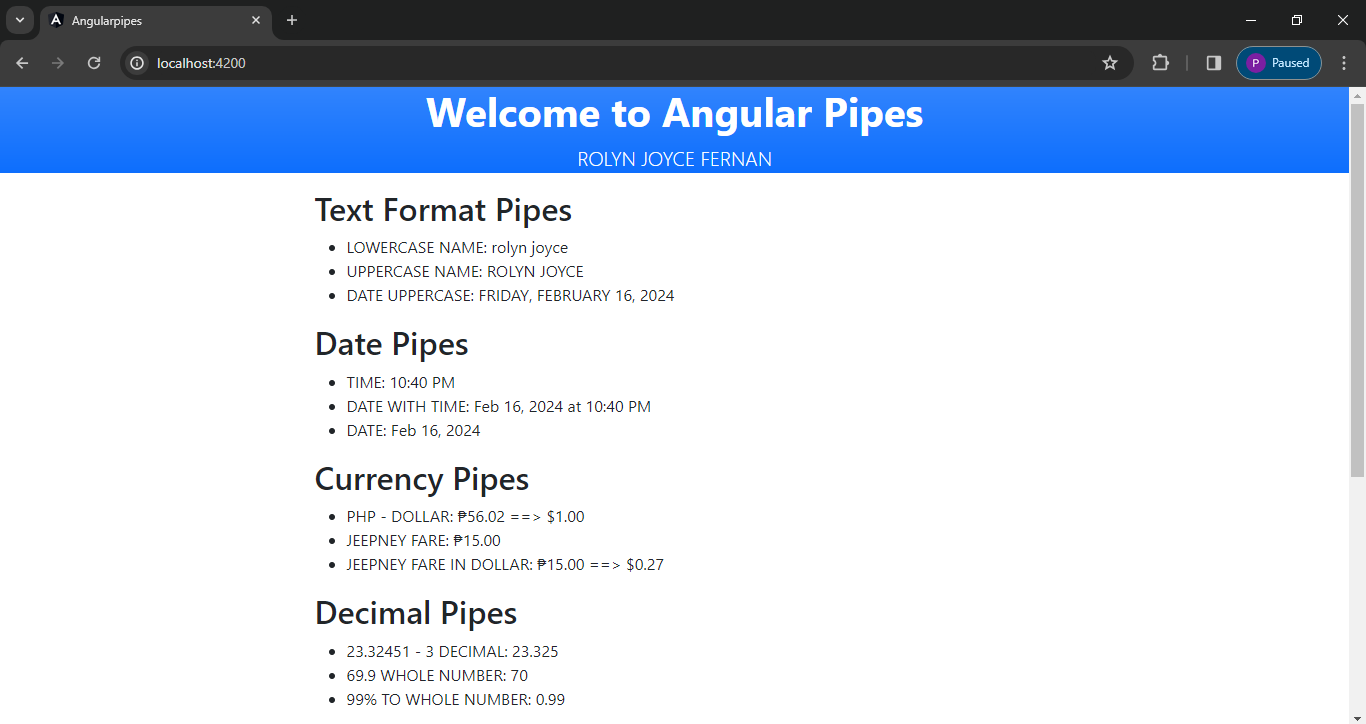 Angularpipes
localhost:4200
P Paused
Welcome to Angular Pipes
ROLYN JOYCE FERNAN
Text Format Pipes
LOWERCASE NAME: rolyn joyce
UPPERCASE NAME: ROLYN JOYCE
DATE UPPERCASE: FRIDAY, FEBRUARY 16, 2024
Date Pipes
TIME: 10:40 PM
DATE WITH TIME: Feb 16, 2024 at 10:40 PM
DATE: Feb 16, 2024
Currency Pipes
PHP - DOLLAR: ₱56.02 ==> $1.00
JEEPNEY FARE: ₱15.00
JEEPNEY FARE IN DOLLAR: ₱15.00 ==> $0.27
Decimal Pipes
23.32451 - 3 DECIMAL: 23.325
69.9 WHOLE NUMBER: 70
99% TO WHOLE NUMBER: 0.99